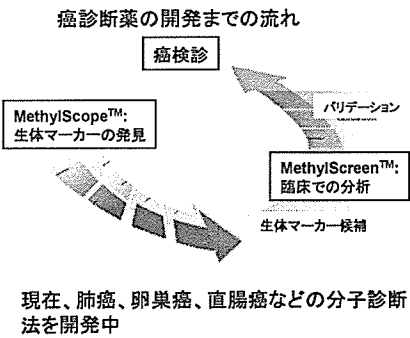 癌診断薬の開発までの流れ
癌検診
バリデーション
MethylScope™:
生体マーカーの発見
MethylScreen™:
臨床での分析
生体マーカー候補
現在、肺癌、卵巣癌、直腸癌などの分子診断
法を開発中